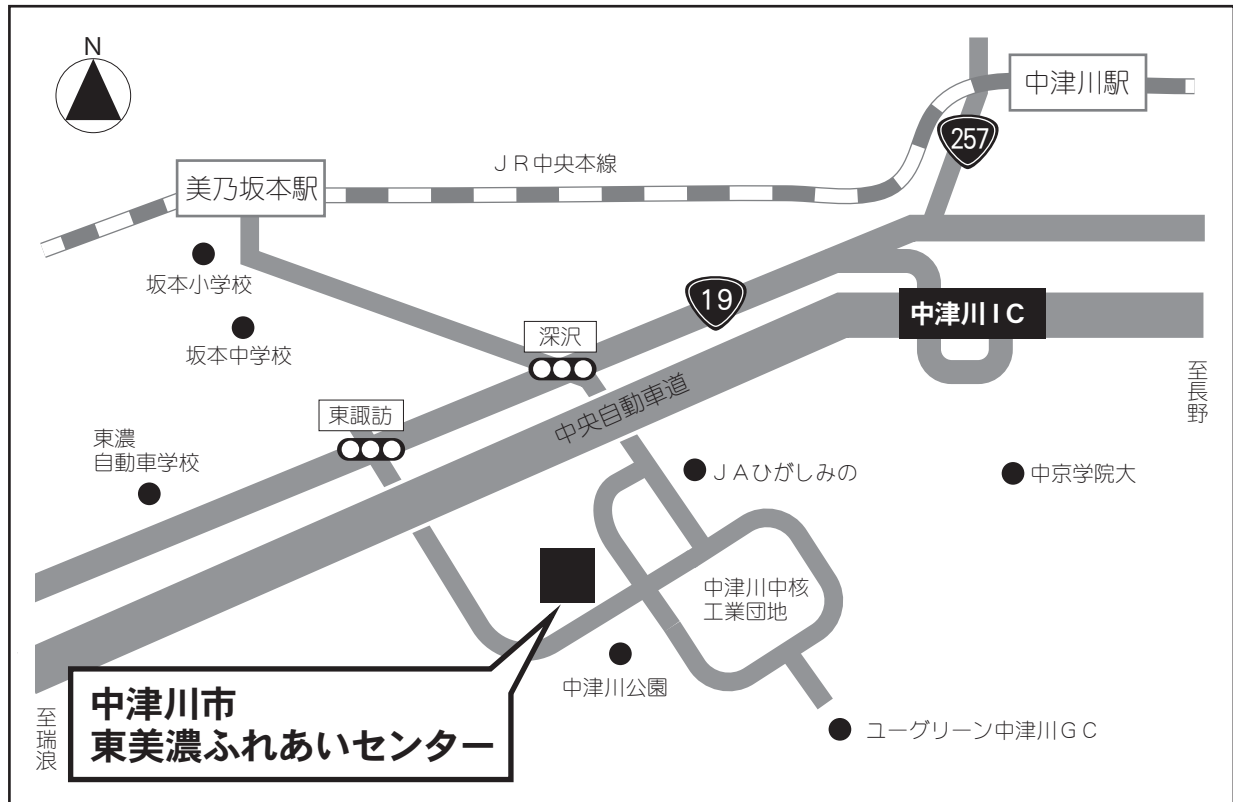 N
中津川駅
257
JR中央本線
美乃坂本駅
坂本小学校
19
中津川IC
坂本中学校
深沢
至長野
中央自動車道
東諏訪
東濃
自動車学校
JAひがしみの
中京学院大
中津川中核
工業団地
中津川公園
中津川市
東美濃ふれあいセンター
至瑞浪
ユーグリーン中津川GC